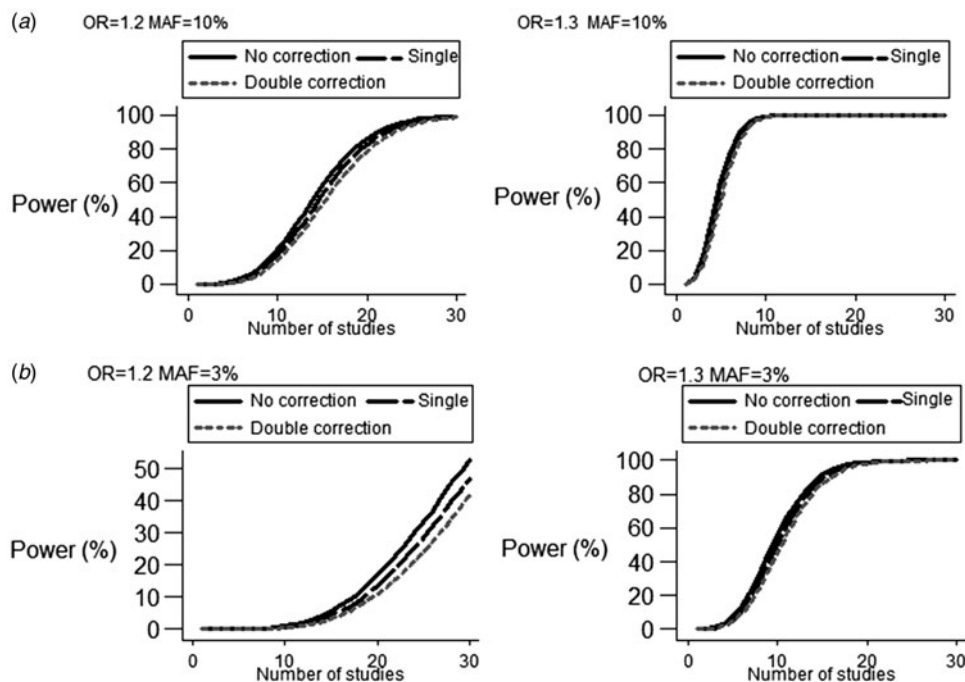 (a)
OR=1.2 MAF=10%
No correction Single
Double correction
100
80
60
40
20
0
Power (%)
0 10 20 30
Number of studies
OR=1.3 MAF=10%
No correction Single
Double correction
100
80
60
40
20
0
Power (%)
0 10 20 30
Number of studies
(b)
OR=1.2 MAF=3%
No correction Single
Double correction
50
40
30
20
10
0
Power (%)
0 10 20 30
Number of studies
OR=1.3 MAF=3%
No correction Single
Double correction
100
80
60
40
20
0
Power (%)
0 10 20 30
Number of studies